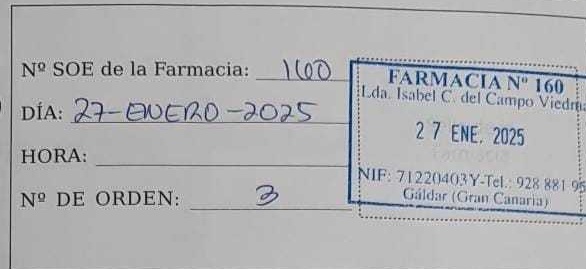 Nº SOE de la Farmacia: 160
DÍA: 27-ENERO-2025
HORA:
Nº DE ORDEN: 3
FARMACIA Nº 160
Lda. Isabel C. del Campo
27 ENE. 2025
NIF: 71220403Y-Tel.: 928 881 95
Gáldar (Gran Canaria)